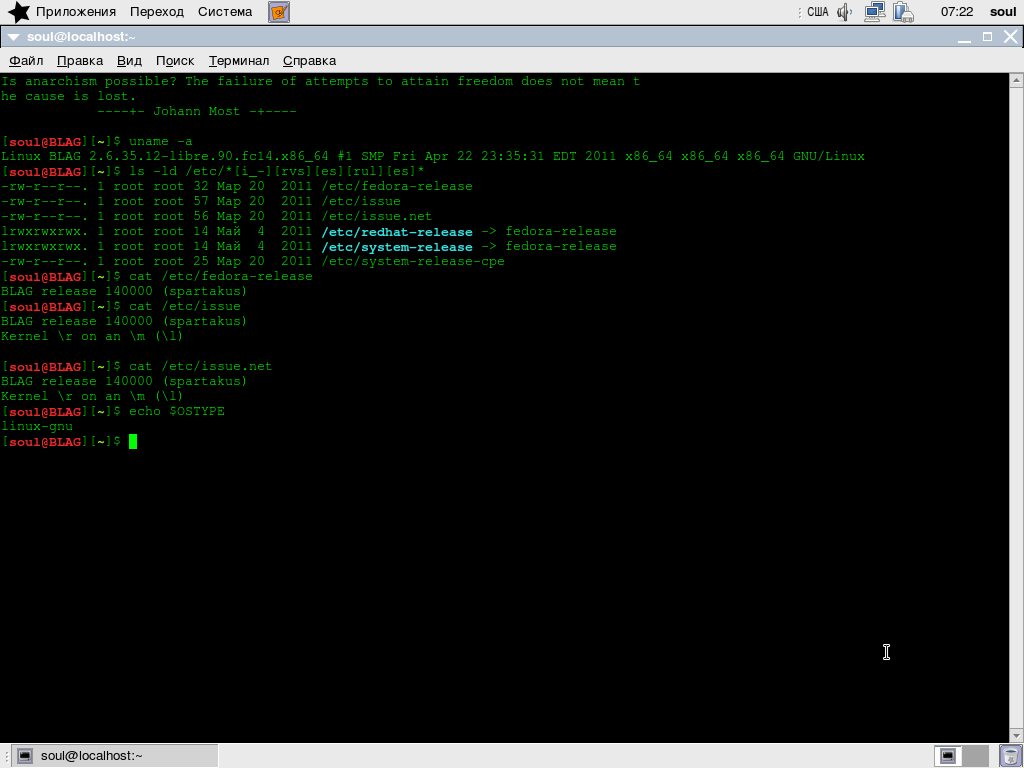 Приложения Переход Система США 07:22 soul
soul@localhost:~
Файл Правка Вид Поиск Терминал Справка
Is anarchism possible? The failure of attempts to attain freedom does not mean t
he cause is lost.
            ----+- Johann Most -+----

[soul@BLAG][~]$ uname -a
Linux BLAG 2.6.35.12-libre.90.fc14.x86_64 #1 SMP Fri Apr 22 23:35:31 EDT 2011 x86_64 x86_64 x86_64 GNU/Linux
[soul@BLAG][~]$ ls -ld /etc/*[i_-][rvs][es][rul][es]*
-rw-r--r--. 1 root root 32 Мар 20  2011 /etc/fedora-release
-rw-r--r--. 1 root root 57 Мар 20  2011 /etc/issue
-rw-r--r--. 1 root root 56 Мар 20  2011 /etc/issue.net
lrwxrwxrwx. 1 root root 14 Май  4  2011 /etc/redhat-release -> fedora-release
lrwxrwxrwx. 1 root root 14 Май  4  2011 /etc/system-release -> fedora-release
-rw-r--r--. 1 root root 25 Мар 20  2011 /etc/system-release-cpe
[soul@BLAG][~]$ cat /etc/fedora-release
BLAG release 140000 (spartakus)
[soul@BLAG][~]$ cat /etc/issue
BLAG release 140000 (spartakus)
Kernel \r on an \m (\l)

[soul@BLAG][~]$ cat /etc/issue.net
BLAG release 140000 (spartakus)
Kernel \r on an \m (\l)
[soul@BLAG][~]$ echo $OSTYPE
linux-gnu
[soul@BLAG][~]$
soul@localhost:~